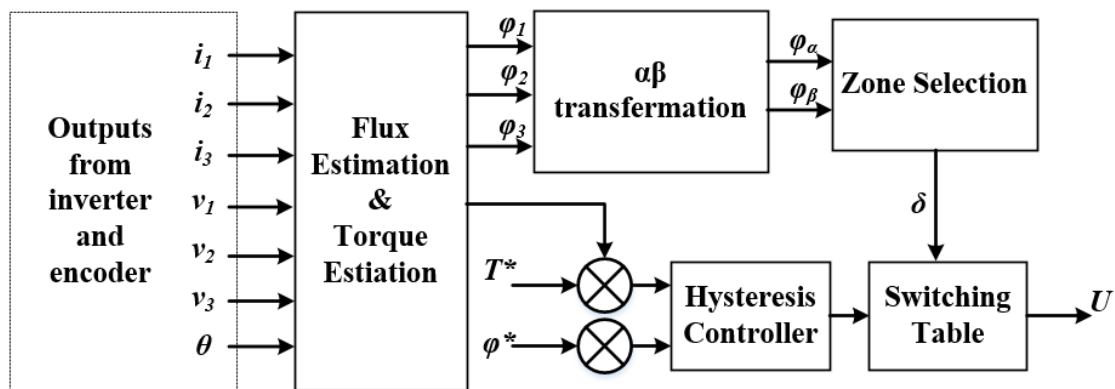 Outputs
from
inverter
and
encoder
i1
i2
i3
v1
v2
v3
θ
Flux
Estimation
&
Torque
Estiation
φ1
φ2
φ3
αβ
transfermation
φα
φβ
Zone Selection
δ
T*
φ*
Hysteresis
Controller
Switching
Table
U